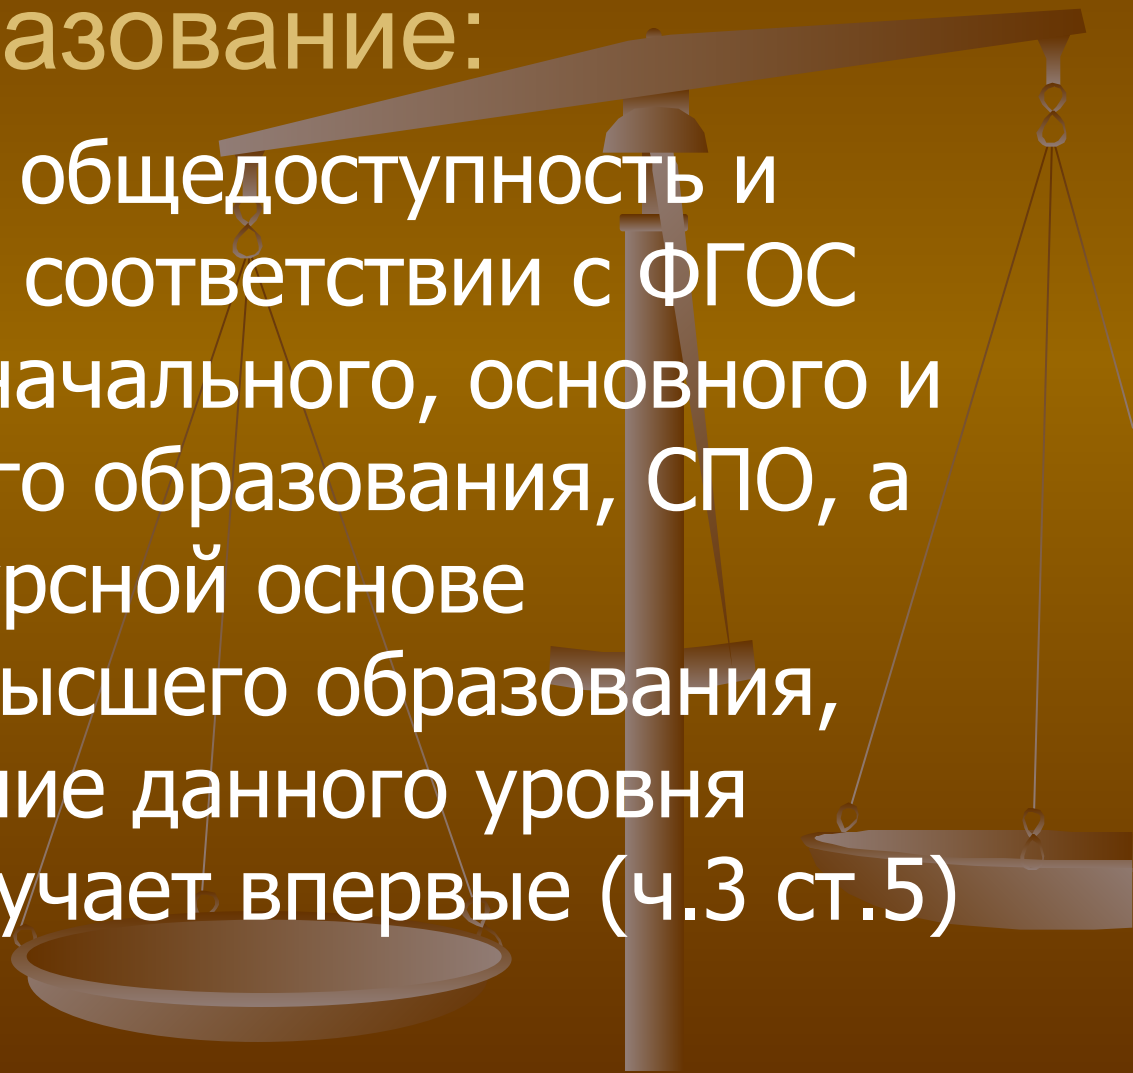 азование:
общедоступность и
соответствии с ФГОС
начального, основного и
го образования, СПО, а
рсной основе
ысшего образования,
ние данного уровня
учает впервые (ч.3 ст.5)